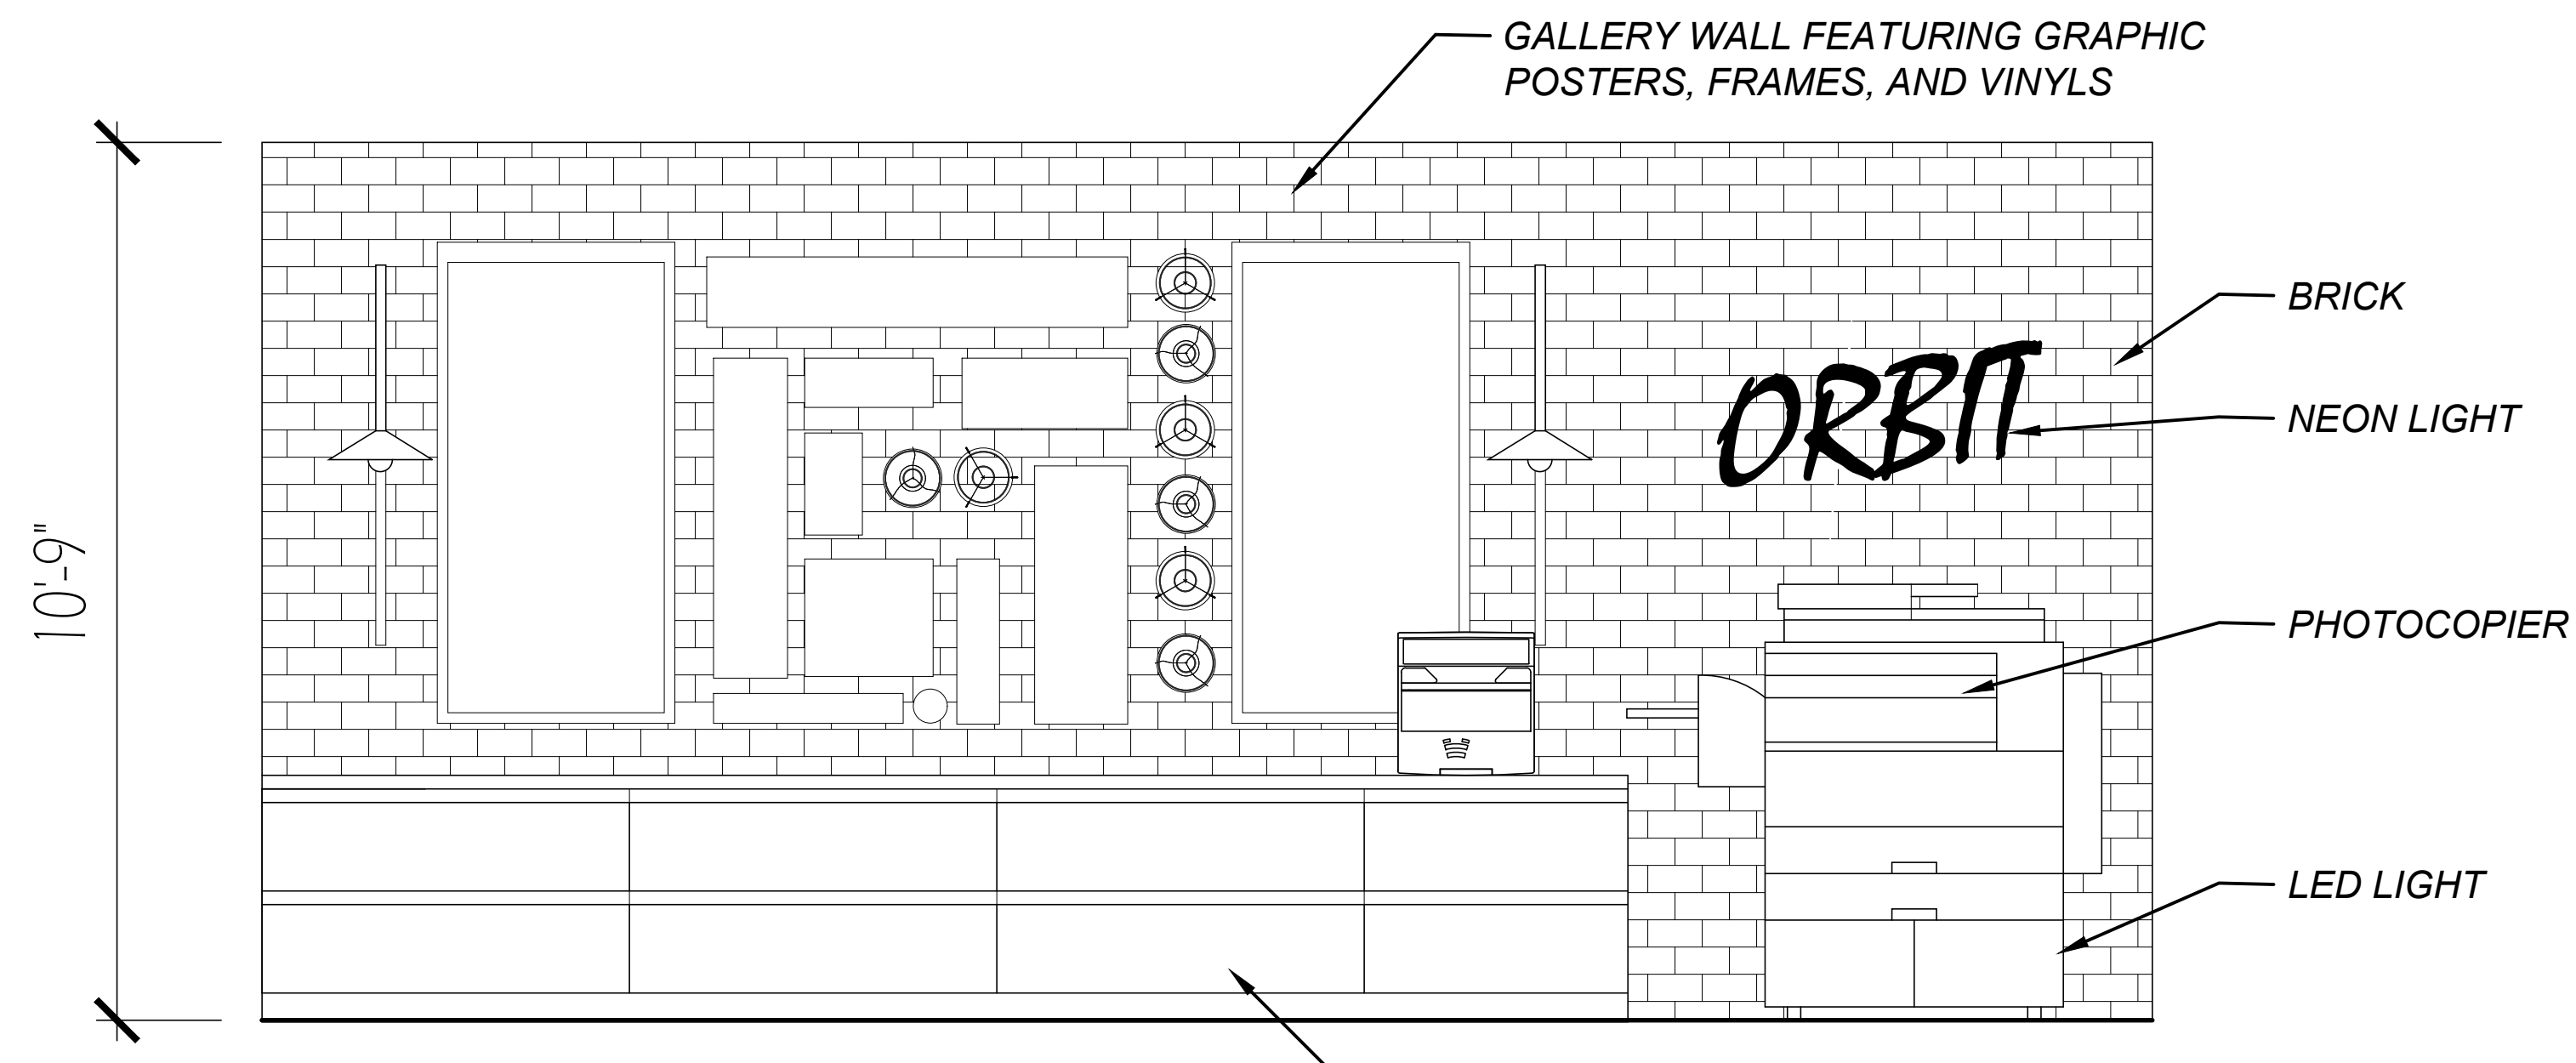 GALLERY WALL FEATURING GRAPHIC
POSTERS, FRAMES, AND VINYLS
BRICK
ORBIT
NEON LIGHT
10'-9"
PHOTOCOPIER
LED LIGHT